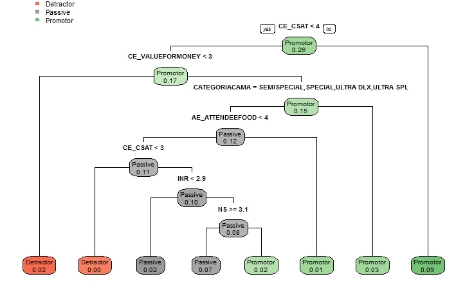 Detractor
Passive
Promotor
yes CE_CSAT < 4 no
Promotor
0.26
CE_VALUEFORMONEY < 3
Promotor
0.17
CATEGORIACAMA = SEMISPECIAL,SPECIAL,ULTRA DLX,ULTRA SPL
Promotor
0.15
AE_ATTENDEEFOOD < 4
Passive
0.12
CE_CSAT < 3
Passive
0.11
INR < 2.9
Passive
0.10
NS >= 3.1
Passive
0.08
Detractor Detractor Passive Passive Promotor Promotor Promotor Promotor
0.02 0.00 0.02 0.07 0.02 0.01 0.03 0.09